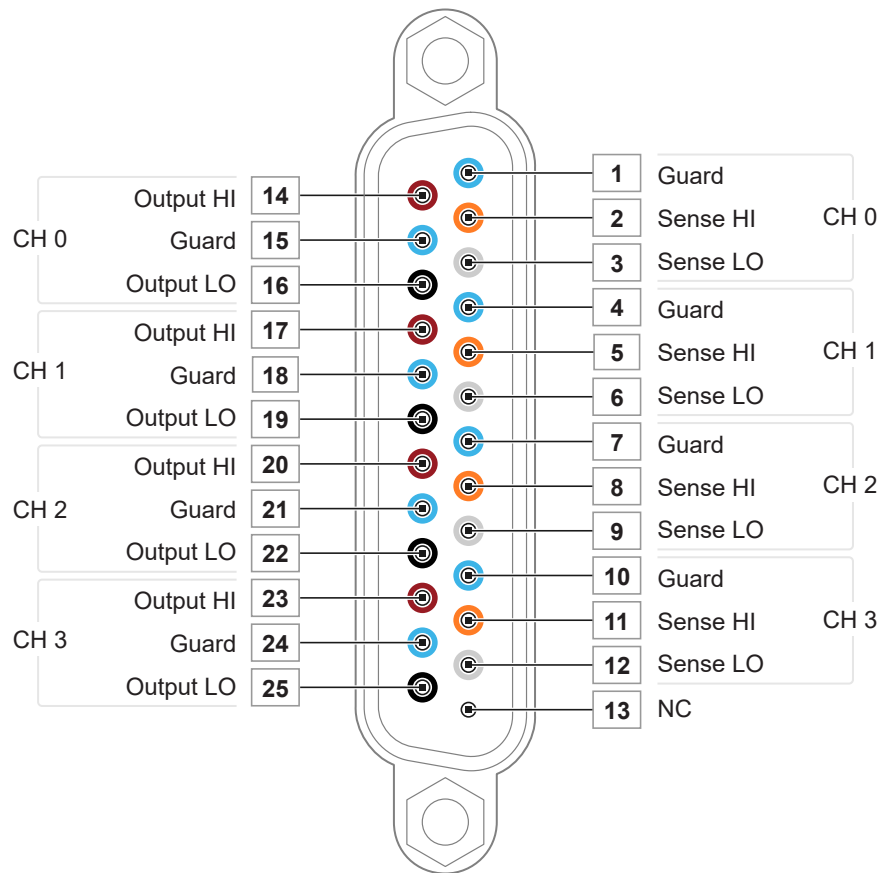 CH 0
Output HI 14
Guard 15
Output LO 16
CH 1
Output HI 17
Guard 18
Output LO 19
CH 2
Output HI 20
Guard 21
Output LO 22
CH 3
Output HI 23
Guard 24
Output LO 25
1 Guard
2 Sense HI
3 Sense LO
CH 0
4 Guard
5 Sense HI
6 Sense LO
CH 1
7 Guard
8 Sense HI
9 Sense LO
CH 2
10 Guard
11 Sense HI
12 Sense LO
CH 3
13 NC